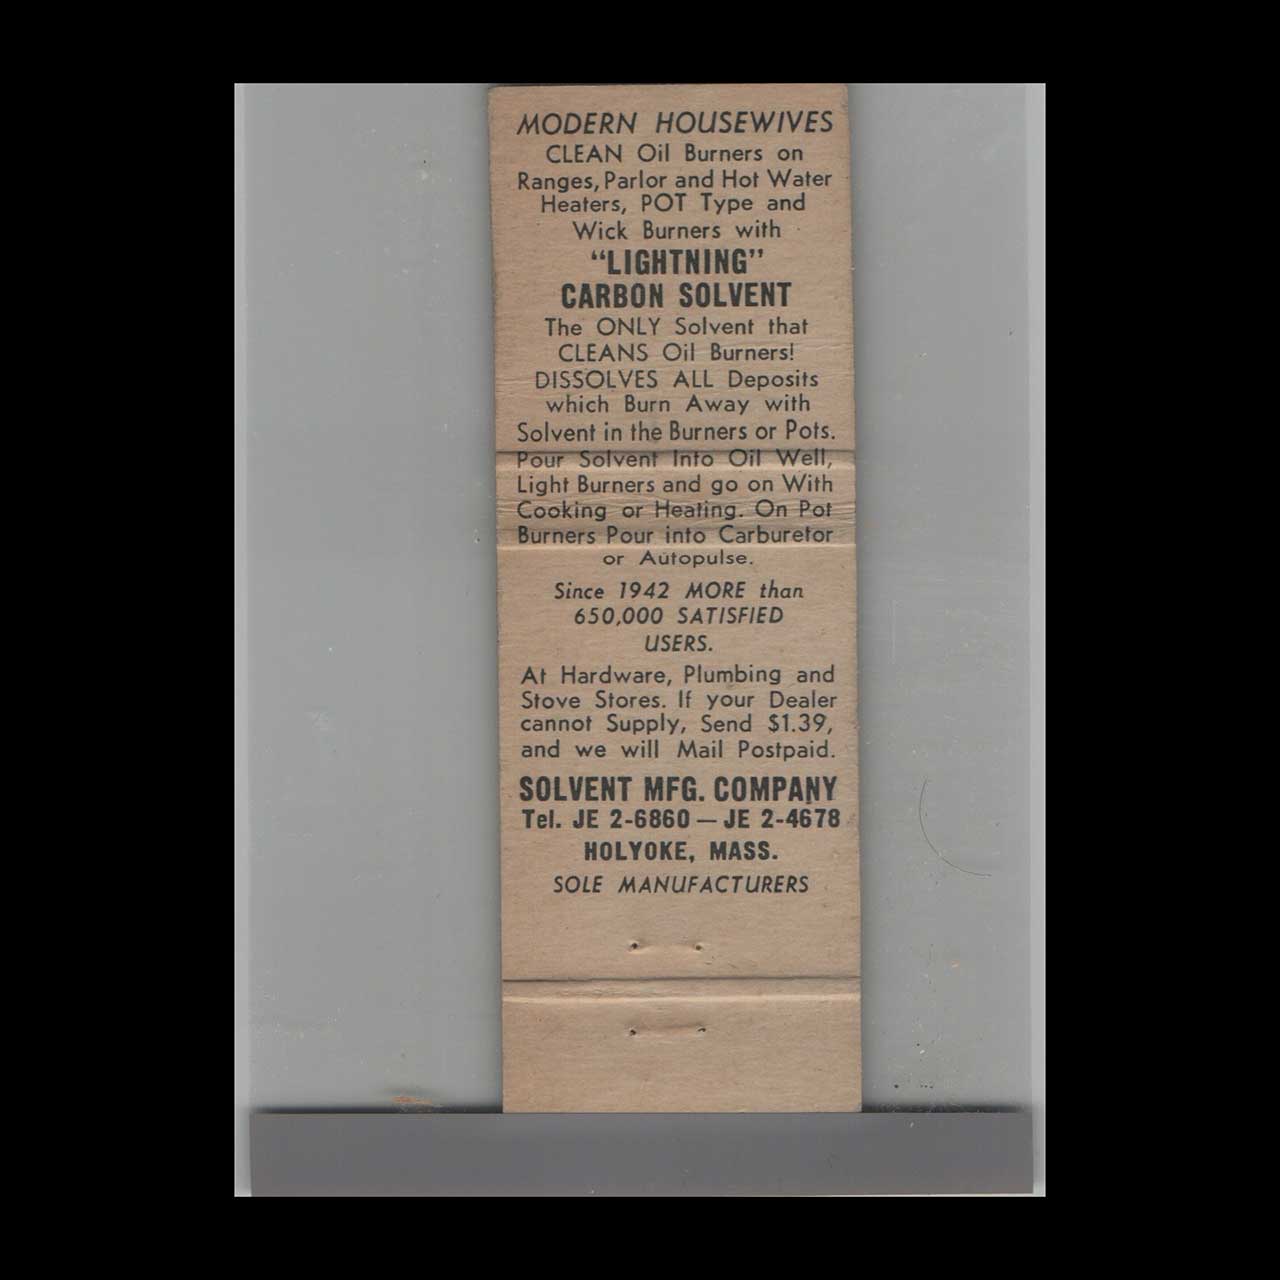 MODERN HOUSEWIVES
CLEAN Oil Burners on
Ranges, Parlor and Hot Water
Heaters, POT Type and
Wick Burners with
"LIGHTNING"
CARBON SOLVENT
The ONLY Solvent that
CLEANS Oil Burners!
DISSOLVES ALL Deposits
which Burn Away with
Solvent in the Burners or Pots.
Pour Solvent Into Oil Well,
Light Burners and go on With
Cooking or Heating. On Pot
Burners Pour into Carburetor
or Autopulse.
Since 1942 MORE than
650,000 SATISFIED
USERS.
At Hardware, Plumbing and
Stove Stores. If your Dealer
cannot Supply, Send $1.39,
and we will Mail Postpaid.
SOLVENT MFG. COMPANY
Tel. JE 2-6860 — JE 2-4678
HOLYOKE, MASS.
SOLE MANUFACTURERS